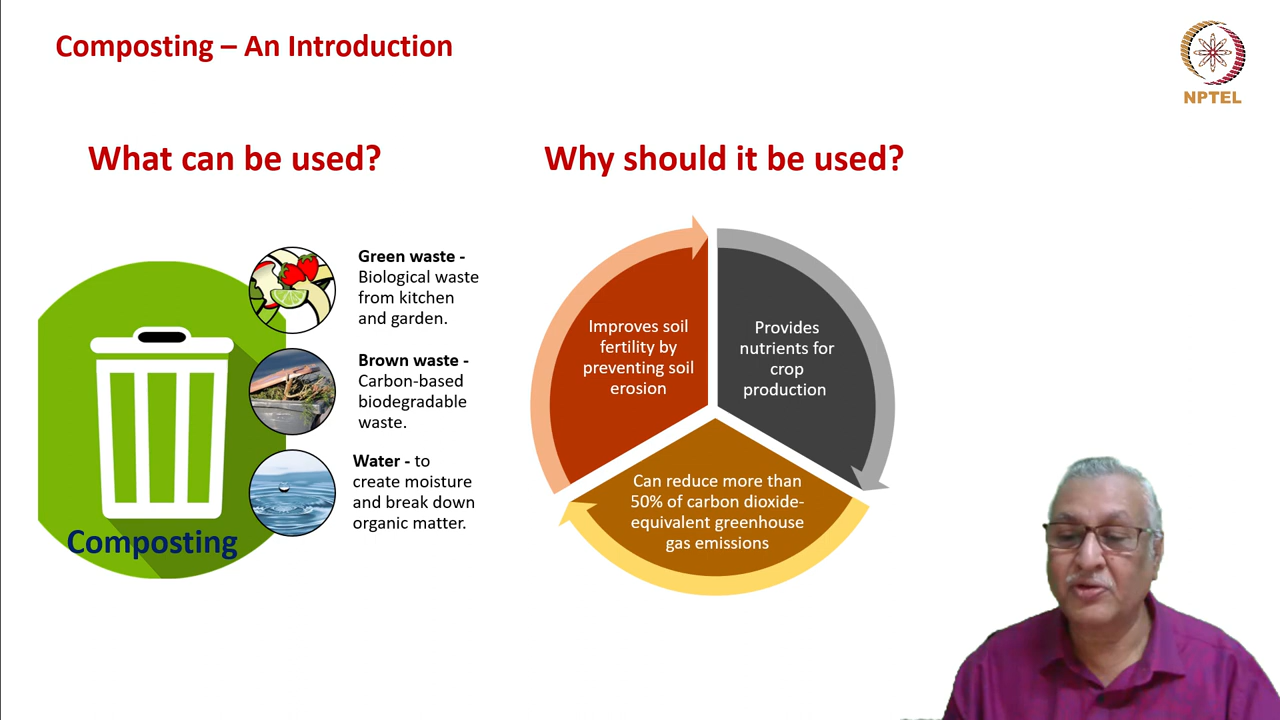 Composting – An Introduction
NPTEL
What can be used?
Green waste -
Biological waste
from kitchen
and garden.
Brown waste -
Carbon-based
biodegradable
waste.
Water - to
create moisture
and break down
organic matter.
Composting
Why should it be used?
Improves soil
fertility by
preventing soil
erosion
Provides
nutrients for
crop
production
Can reduce more than
50% of carbon dioxide-
equivalent greenhouse
gas emissions